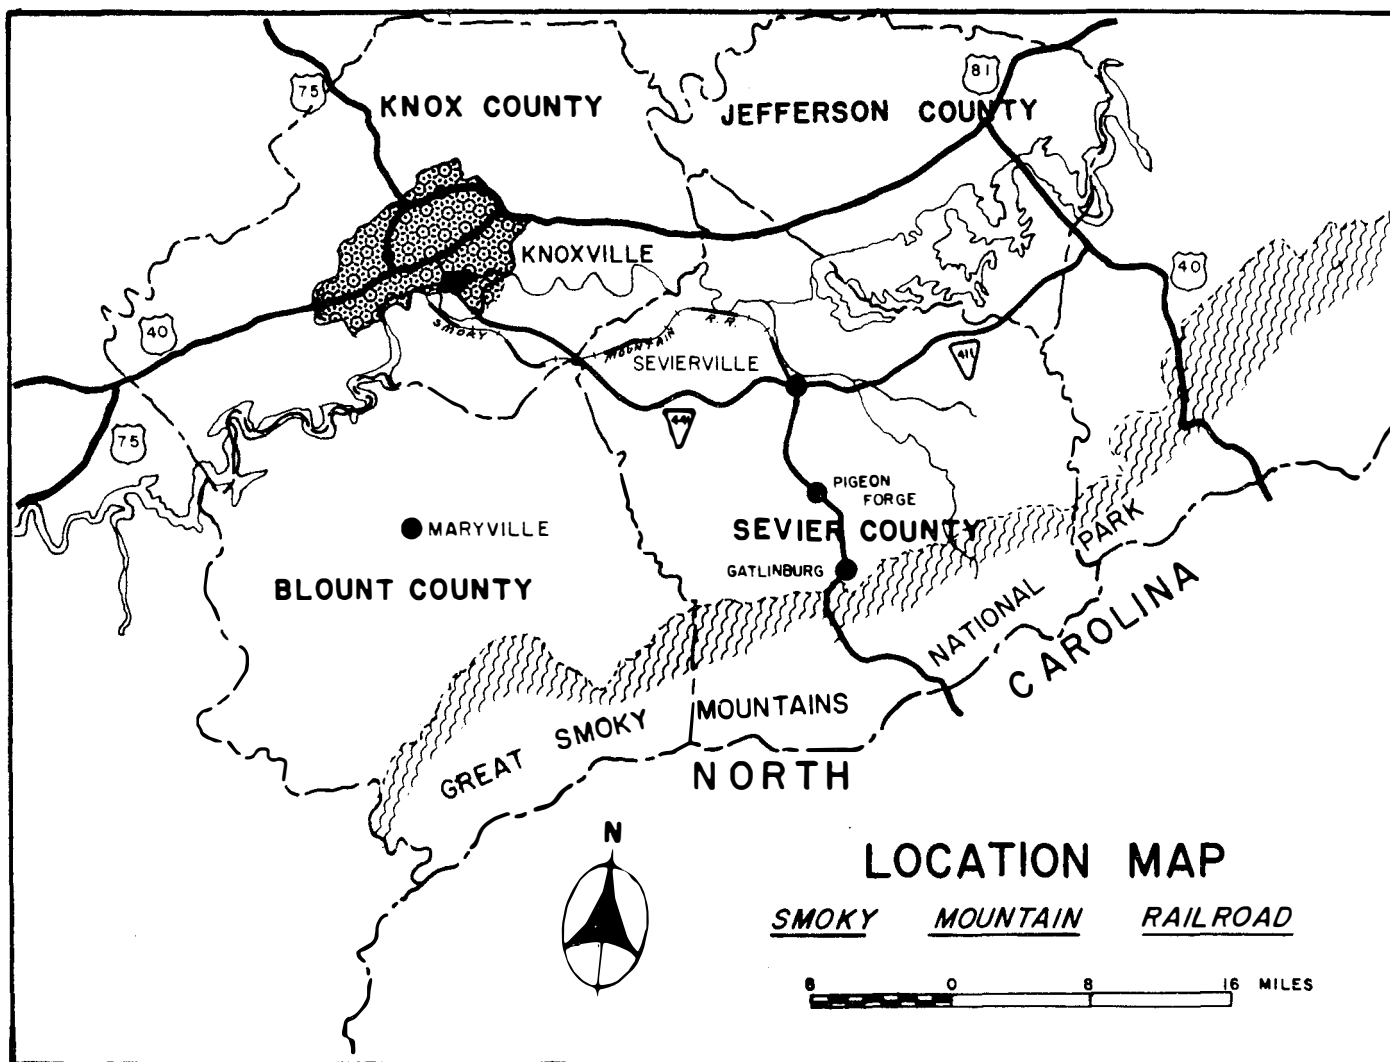 75
KNOX COUNTY
81
JEFFERSON COUNTY
KNOXVILLE
40
40
SMOKY
MOUNTAIN
R. R.
SEVIERVILLE
411
75
PIGEON
FORGE
MARYVILLE
SEVIER COUNTY
GATLINBURG
BLOUNT COUNTY
GREAT SMOKY MOUNTAINS NATIONAL PARK
NORTH CAROLINA
N
LOCATION MAP
SMOKY MOUNTAIN RAILROAD
0 8 16 MILES